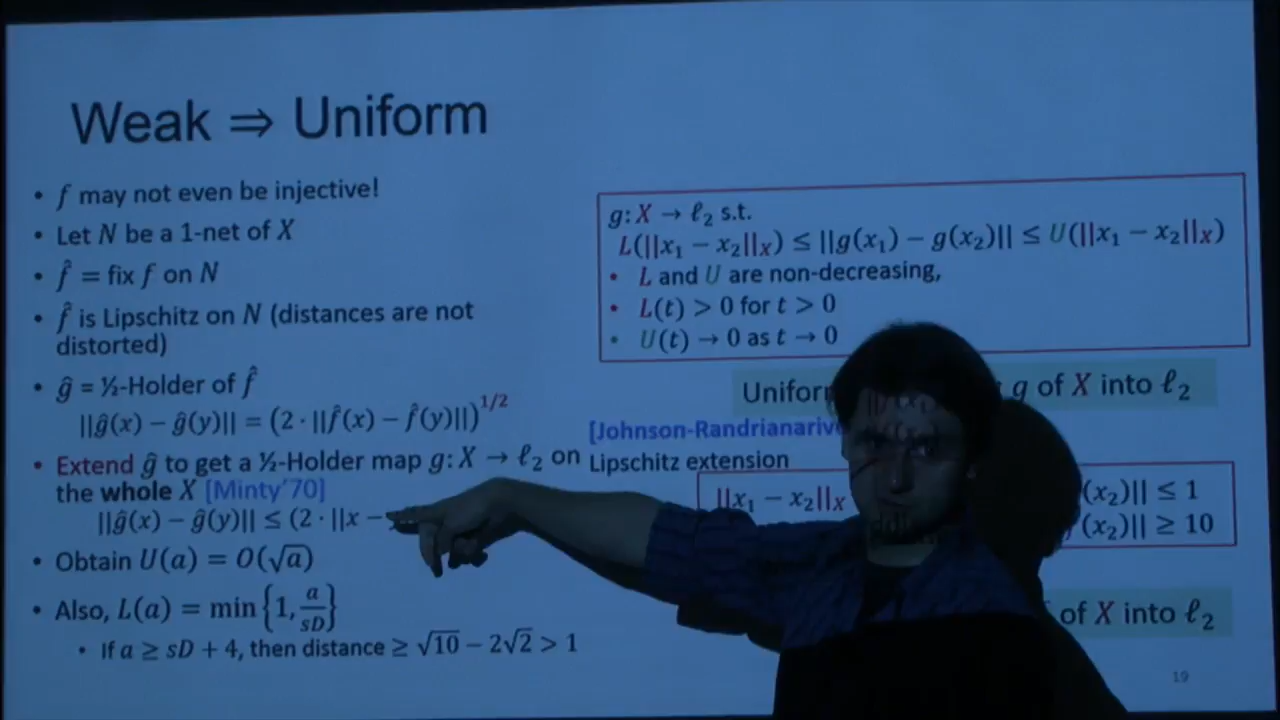 Weak ⇒ Uniform
• f may not even be injective!
• Let N be a 1-net of X
• f̂ = fix f on N
• f̂ is Lipschitz on N (distances are not
distorted)
• ĝ = ½-Holder of f̂
||ĝ(x) − ĝ(y)|| = (2 · ||f̂(x) − f̂(y)||)^1/2
• Extend ĝ to get a ½-Holder map g: X → ℓ₂ on
the whole X [Minty'70]
||ĝ(x) − ĝ(y)|| ≤ (2 · ||x −
• Obtain U(a) = O(√a)
• Also, L(a) = min {1, a/sD}
• If a ≥ sD + 4, then distance ≥ √10 − 2√2 > 1
g: X → ℓ₂ s.t.
L(||x₁ − x₂||X) ≤ ||g(x₁) − g(x₂)|| ≤ U(||x₁ − x₂||X)
• L and U are non-decreasing,
• L(t) > 0 for t > 0
• U(t) → 0 as t → 0
g of X into ℓ₂
Lipschitz extension
||x₁ − x₂||X (x₂)|| ≤ 1
(x₂)|| ≥ 10
of X into ℓ₂
19